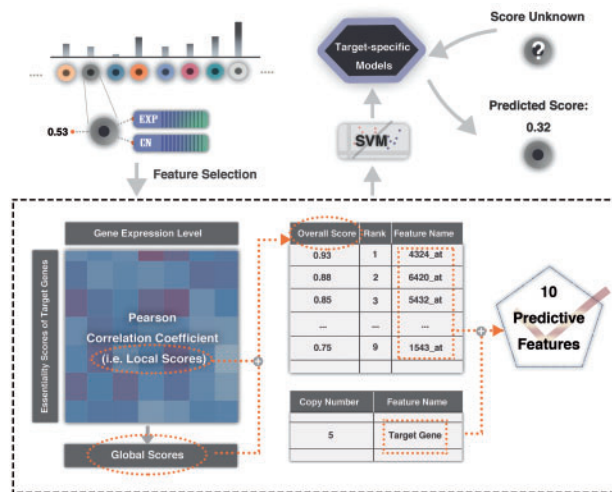 Score Unknown
?
Target-specific
Models
....
....
Predicted Score:
0.32
0.53
EXP
CN
SVM
Feature Selection
Gene Expression Level
Essentiality Scores of Target Genes
Pearson
Correlation Coefficient
(i.e. Local Scores)
Global Scores
Overall Score Rank Feature Name
0.93 1 4324_at
0.88 2 6420_at
0.85 3 5432_at
... ... ...
0.75 9 1543_at
Copy Number Feature Name
5 Target Gene
10
Predictive
Features